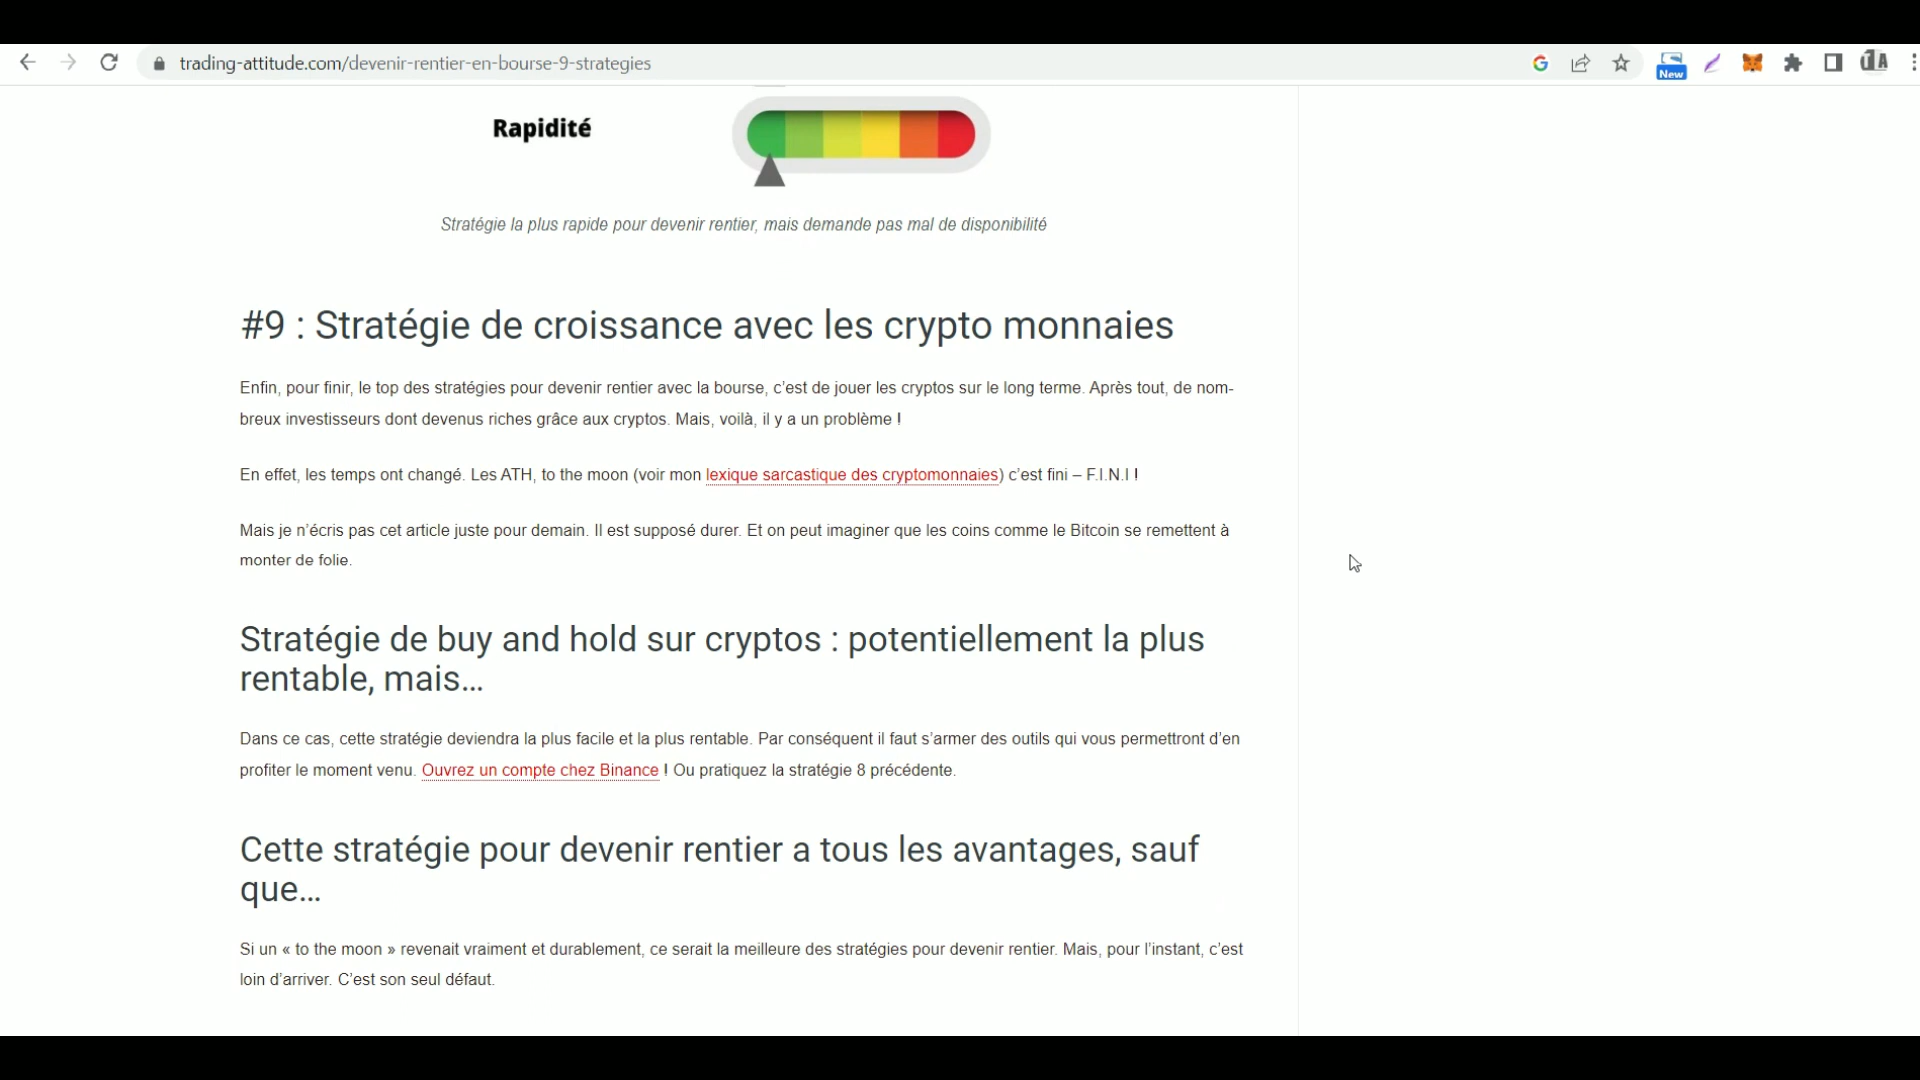 trading-attitude.com/devenir-rentier-en-bourse-9-strategies
New
Rapidité
Stratégie la plus rapide pour devenir rentier, mais demande pas mal de disponibilité
#9 : Stratégie de croissance avec les crypto monnaies
Enfin, pour finir, le top des stratégies pour devenir rentier avec la bourse, c’est de jouer les cryptos sur le long terme. Après tout, de nom-
breux investisseurs dont devenus riches grâce aux cryptos. Mais, voilà, il y a un problème !
En effet, les temps ont changé. Les ATH, to the moon (voir mon lexique sarcastique des cryptomonnaies) c’est fini – F.I.N.I !
Mais je n’écris pas cet article juste pour demain. Il est supposé durer. Et on peut imaginer que les coins comme le Bitcoin se remettent à
monter de folie.
Stratégie de buy and hold sur cryptos : potentiellement la plus
rentable, mais…
Dans ce cas, cette stratégie deviendra la plus facile et la plus rentable. Par conséquent il faut s’armer des outils qui vous permettront d’en
profiter le moment venu. Ouvrez un compte chez Binance ! Ou pratiquez la stratégie 8 précédente.
Cette stratégie pour devenir rentier a tous les avantages, sauf
que…
Si un « to the moon » revenait vraiment et durablement, ce serait la meilleure des stratégies pour devenir rentier. Mais, pour l’instant, c’est
loin d’arriver. C’est son seul défaut.